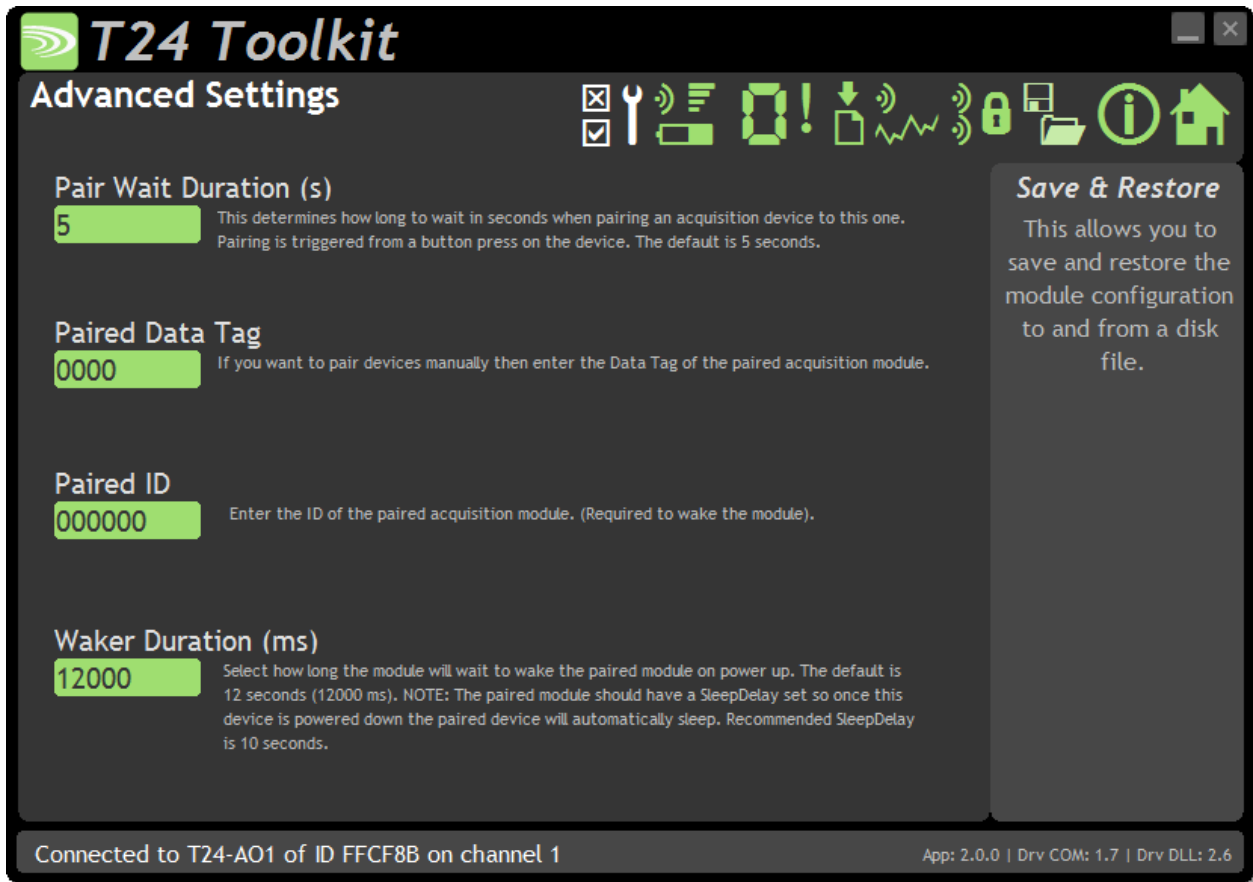 T24 Toolkit
Advanced Settings
Pair Wait Duration (s)
5
This determines how long to wait in seconds when pairing an acquisition device to this one.
Pairing is triggered from a button press on the device. The default is 5 seconds.
Paired Data Tag
0000
If you want to pair devices manually then enter the Data Tag of the paired acquisition module.
Paired ID
000000
Enter the ID of the paired acquisition module. (Required to wake the module).
Waker Duration (ms)
12000
Select how long the module will wait to wake the paired module on power up. The default is
12 seconds (12000 ms). NOTE: The paired module should have a SleepDelay set so once this
device is powered down the paired device will automatically sleep. Recommended SleepDelay
is 10 seconds.
Save & Restore
This allows you to
save and restore the
module configuration
to and from a disk
file.
Connected to T24-AO1 of ID FFCF8B on channel 1
App: 2.0.0 | Drv COM: 1.7 | Drv DLL: 2.6